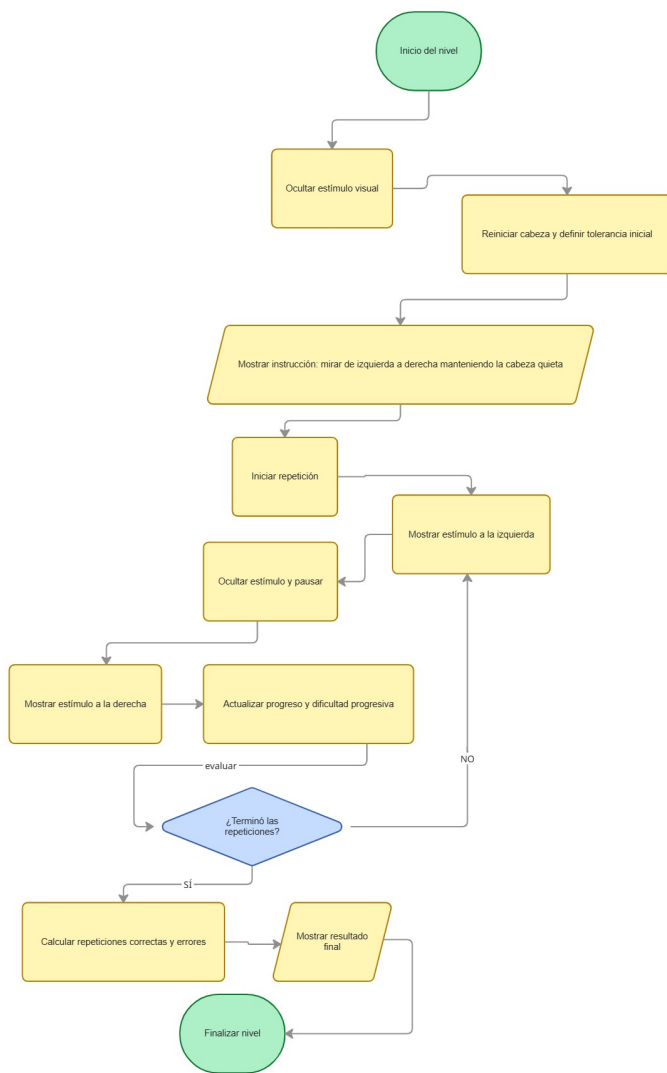 Inicio del nivel
Ocultar estímulo visual
Reiniciar cabeza y definir tolerancia inicial
Mostrar instrucción: mirar de izquierda a derecha manteniendo la cabeza quieta
Iniciar repetición
Mostrar estímulo a la izquierda
Ocultar estímulo y pausar
Mostrar estímulo a la derecha
Actualizar progreso y dificultad progresiva
evaluar
NO
¿Terminó las
repeticiones?
SÍ
Calcular repeticiones correctas y errores
Mostrar resultado
final
Finalizar nivel